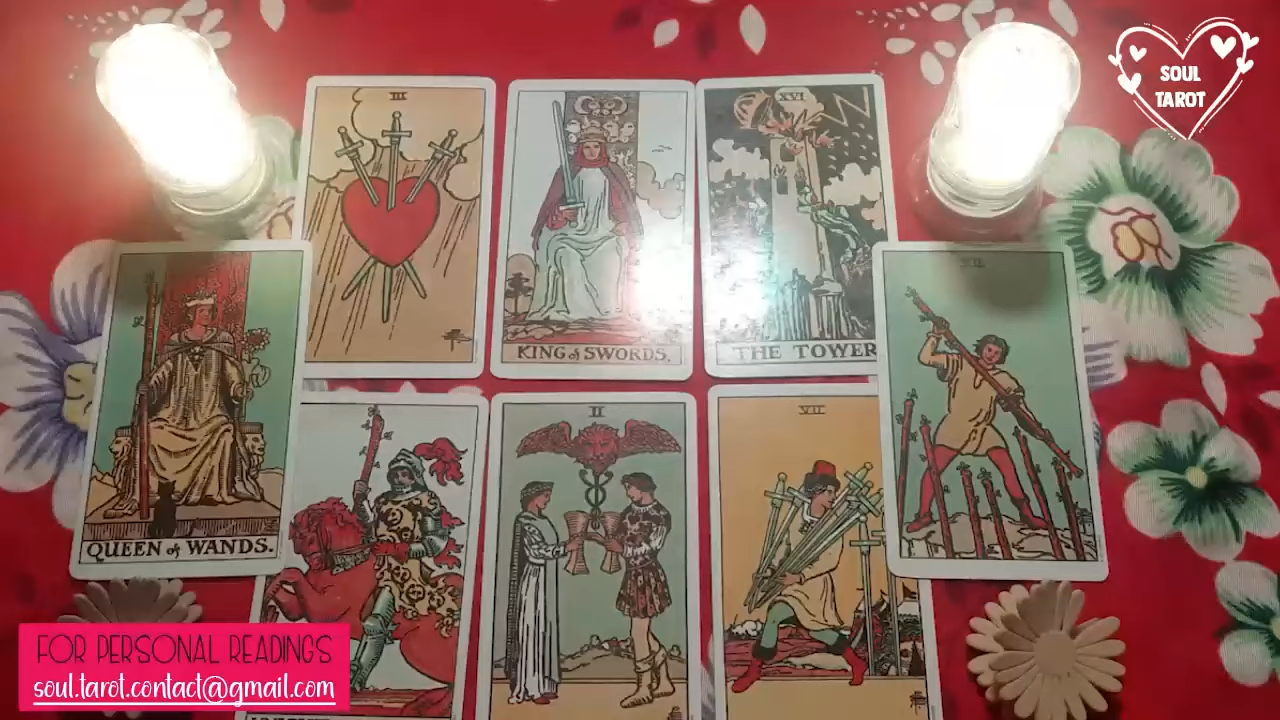 SOUL
TAROT
III
XVI
KING of SWORDS.
THE TOWER
VII
QUEEN of WANDS.
II
VII
FOR PERSONAL READINGS
soul.tarot.contact@gmail.com